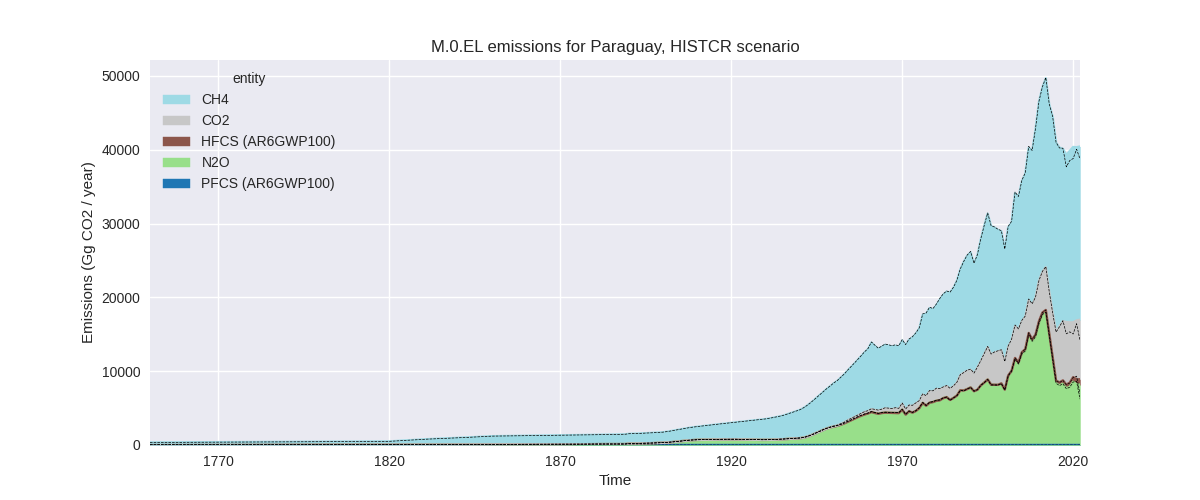 M.0.EL emissions for Paraguay, HISTCR scenario
entity
CH4
CO2
HFCS (AR6GWP100)
N2O
PFCS (AR6GWP100)
Emissions (Gg CO2 / year)
50000
40000
30000
20000
10000
0
1770
1820
1870
1920
1970
2020
Time